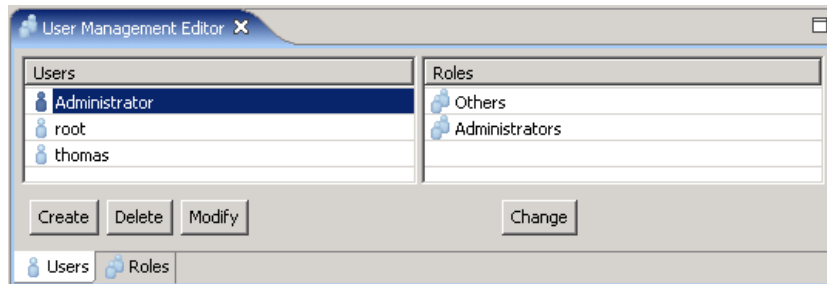 User Management Editor
Users Roles
Administrator Others
root Administrators
thomas
Create Delete Modify Change
Users Roles